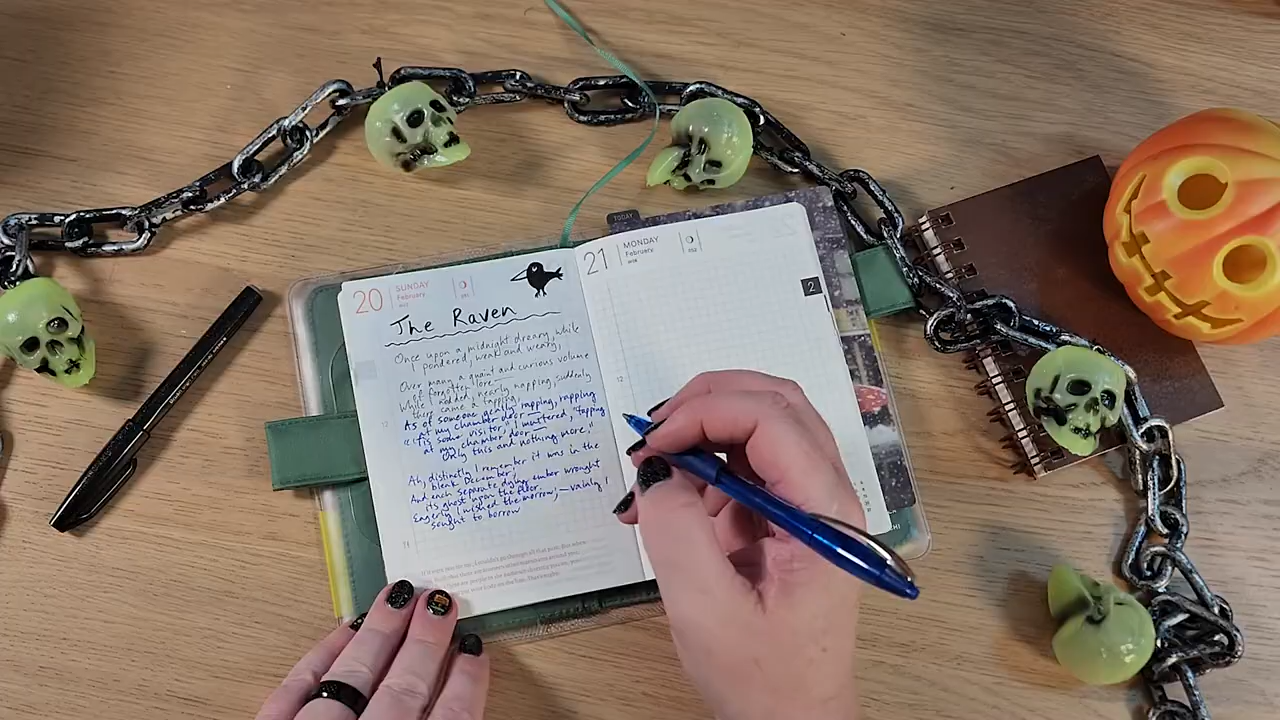 TODAY
20 SUNDAY
February
21 MONDAY
February
2
The Raven
Once upon a midnight dreary, while
I pondered, weak and weary,
Over many a quaint and curious volume
of forgotten lore—
While I nodded, nearly napping, suddenly
there came a tapping,
As of someone gently rapping, rapping
at my chamber door—
"'Tis some visitor," I muttered, "tapping
at my chamber door—
Only this and nothing more."
Ah, distinctly I remember it was in the
bleak December,
And each separate dying ember wrought
its ghost upon the floor.
Eagerly I wished the morrow;—vainly I
sought to borrow